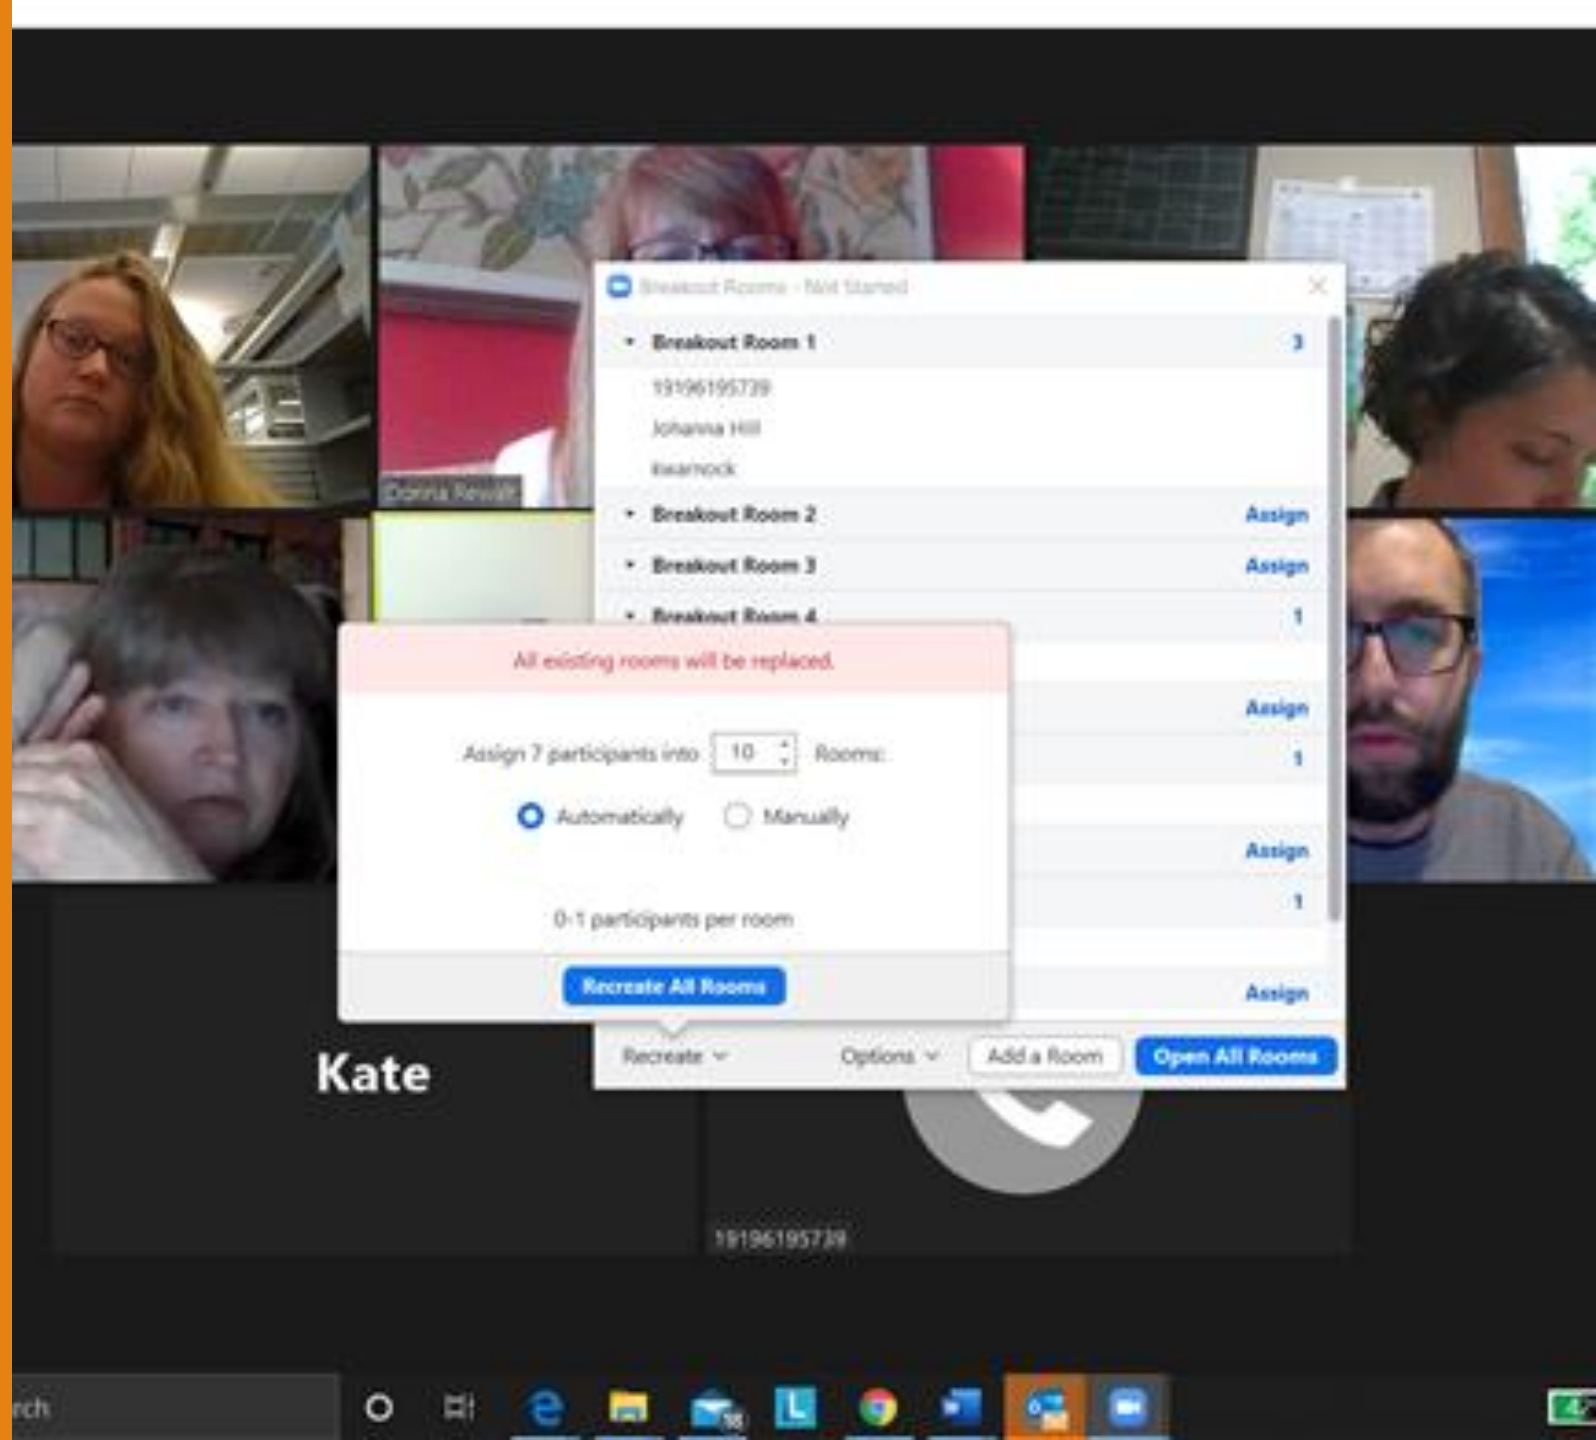 Breakout Rooms - Not Started
Breakout Room 1 3
19196195739
Johanna Hill
kwarnock
Donna Rewalt
Breakout Room 2 Assign
Breakout Room 3 Assign
Breakout Room 4 1
All existing rooms will be replaced.
Assign
Assign 7 participants into 10 Rooms:
1
Automatically Manually
Assign
1
0-1 participants per room
Recreate All Rooms
Assign
Recreate Options Add a Room Open All Rooms
Kate
19196195739
rch